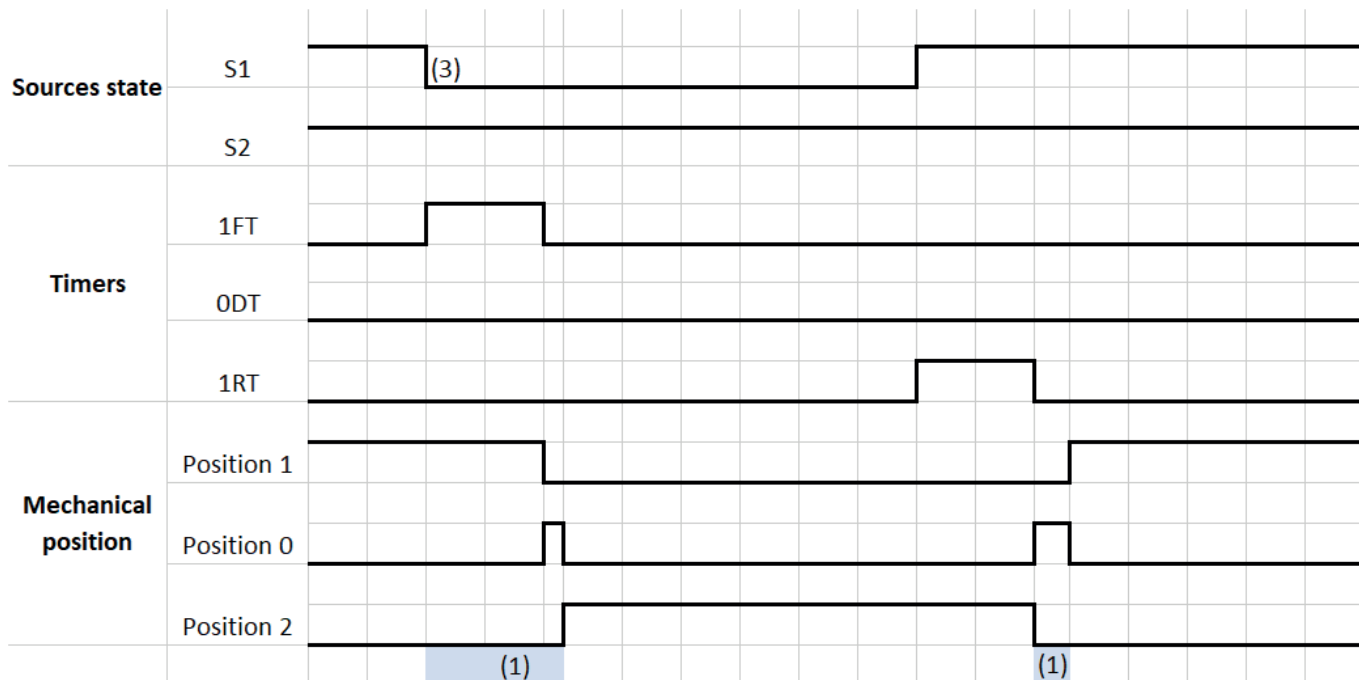 Sources state
S1
(3)
S2
Timers
1FT
0DT
1RT
Mechanical
position
Position 1
Position 0
Position 2
(1)
(1)